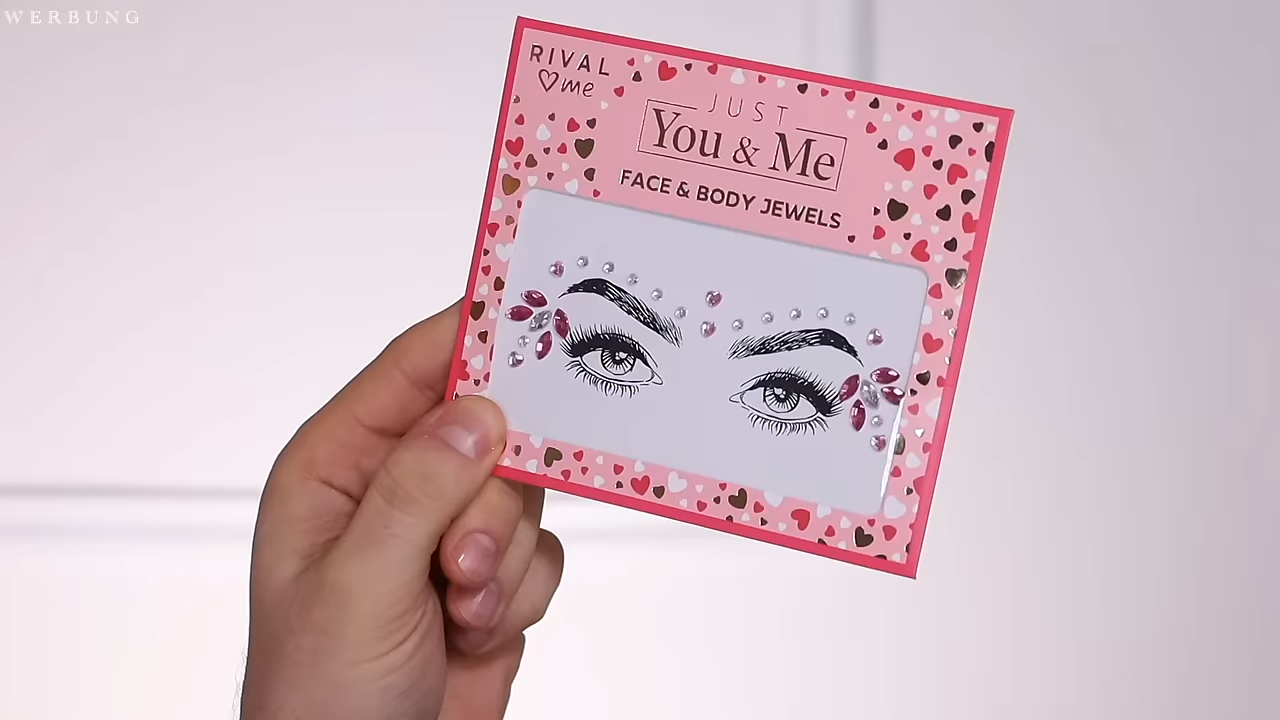 WERBUNG
RIVAL
me
JUST
You & Me
FACE & BODY JEWELS